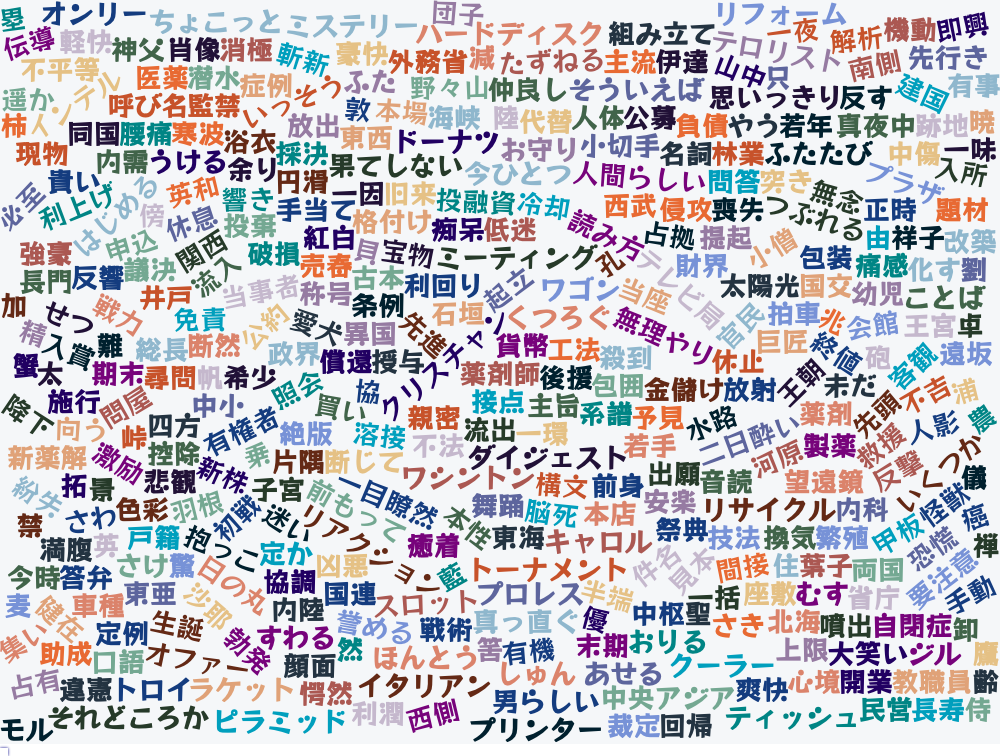 塁 オンリー ちょこっと ミステリー 団子 ハードディスク 組み立て リフォーム 一夜 解析 機動 即興
伝導 軽快 神父 肖像 消極 斬新 豪快 外務省 減 たずねる 主流 伊達 テロリスト 南側 先行き
不平等 医薬 潜水 症例 いっそう ふた 野々山 仲良し そういえば 山中 只 思いっきり 反す 建国 有事
遥か インテル 呼び名 監禁 敦 本場 海峡 陸 代替 人体 公募 負債 やう 若年 真夜中 跡地 暁
柿 同国 腰痛 寒波 浴衣 放出 東西 ドーナツ お守り 小切手 名詞 林業 ふたたび 中傷 一味
現物 内需 うける 余り 採決 果てしない 今ひとつ 人間らしい 問答 突き 無念 プラザ 入所
必至 貴い 利上げ はじめる 英和 響き 円滑 一因 旧来 投融資 冷却 西武 侵攻 喪失 つぶれる 正時 題材
傍 休息 投棄 手当て 格付け 痴呆 低迷 読み方 占拠 提起 小僧 由 祥子 改築
強豪 申込 関西 破損 紅白 貝 宝物 ミーティング 丸 テレビ局 財界 包装 痛感 化す 劉
長門 反響 議決 流入 売春 古本 利回り 起立 ワゴン 当座 太陽光 国交 幼児 ことば
加 せつ 戦力 井戸 当事者 称号 条例 石垣 くつろぐ 無理やり 官民 拍車 兆 会館 王宮 卓
精 入賞 難 免責 公約 愛犬 異国 先進 クリスチャン 貨幣 工法 殺到 休止 巨匠 終値 砲 客観 遠坂
蟹 太 総長 断然 政界 償還 授与 薬剤師 後援 包囲 金儲け 放射 王朝 未だ 不吉 浦
期末 尋問 帆 希少 照会 協 接点 主旨 系譜 予見 水路 薬剤 先頭 人影 農
降下 施行 問屋 中小 買い 親密
向う 峠 四方 有権者 絶版 溶接 不法 流出 一環 若手 二日酔い 製薬 救援
新薬 解 激励 控除 乗 片隅 断じて ダイジェスト 出願 河原 反撃 いくつか
紛失 拓 景 悲観 新株 子宮 前もって 一目瞭然 ワシントン 構文 前身 安楽 音読 望遠鏡 儀
禁 さわ 色彩 羽根 初戦 迷い リアクション 本性 舞踊 脳死 本店 リサイクル 内科 怪獣 癌
満腹 英 戸籍 抱っこ 定か 癒着 東海 キャロル 祭典 技法 換気 繁殖 甲板 恐慌 禅
今時 答弁 さけ 驚 日の丸 協調 凶悪 藍 トーナメント 件名 見本 間接 住 葉子 両国 要注意
麦 健在 車種 東亜 沙耶 内陸 国連 スロット プロレス 半端 一括 座敷 むす 省庁 手動
集い 定例 生誕 勃発 すわる 誉める 戦術 真っ直ぐ 優 中枢 聖 さき 北海 噴出 自閉症 卸
助成 口語 オファー 顔面 然 ほんとう 答 有機 末期 おりる 上限 大笑い ジル 鷹
占有 違憲 トロイ ラケット 愕然 イタリアン しゅん あせる クーラー 心境 開業 教職員 齢
モル それどころか ピラミッド 利潤 西側 男らしい 中央アジア 爽快
プリンター 裁定 回帰 ティッシュ 民営 長寿 侍